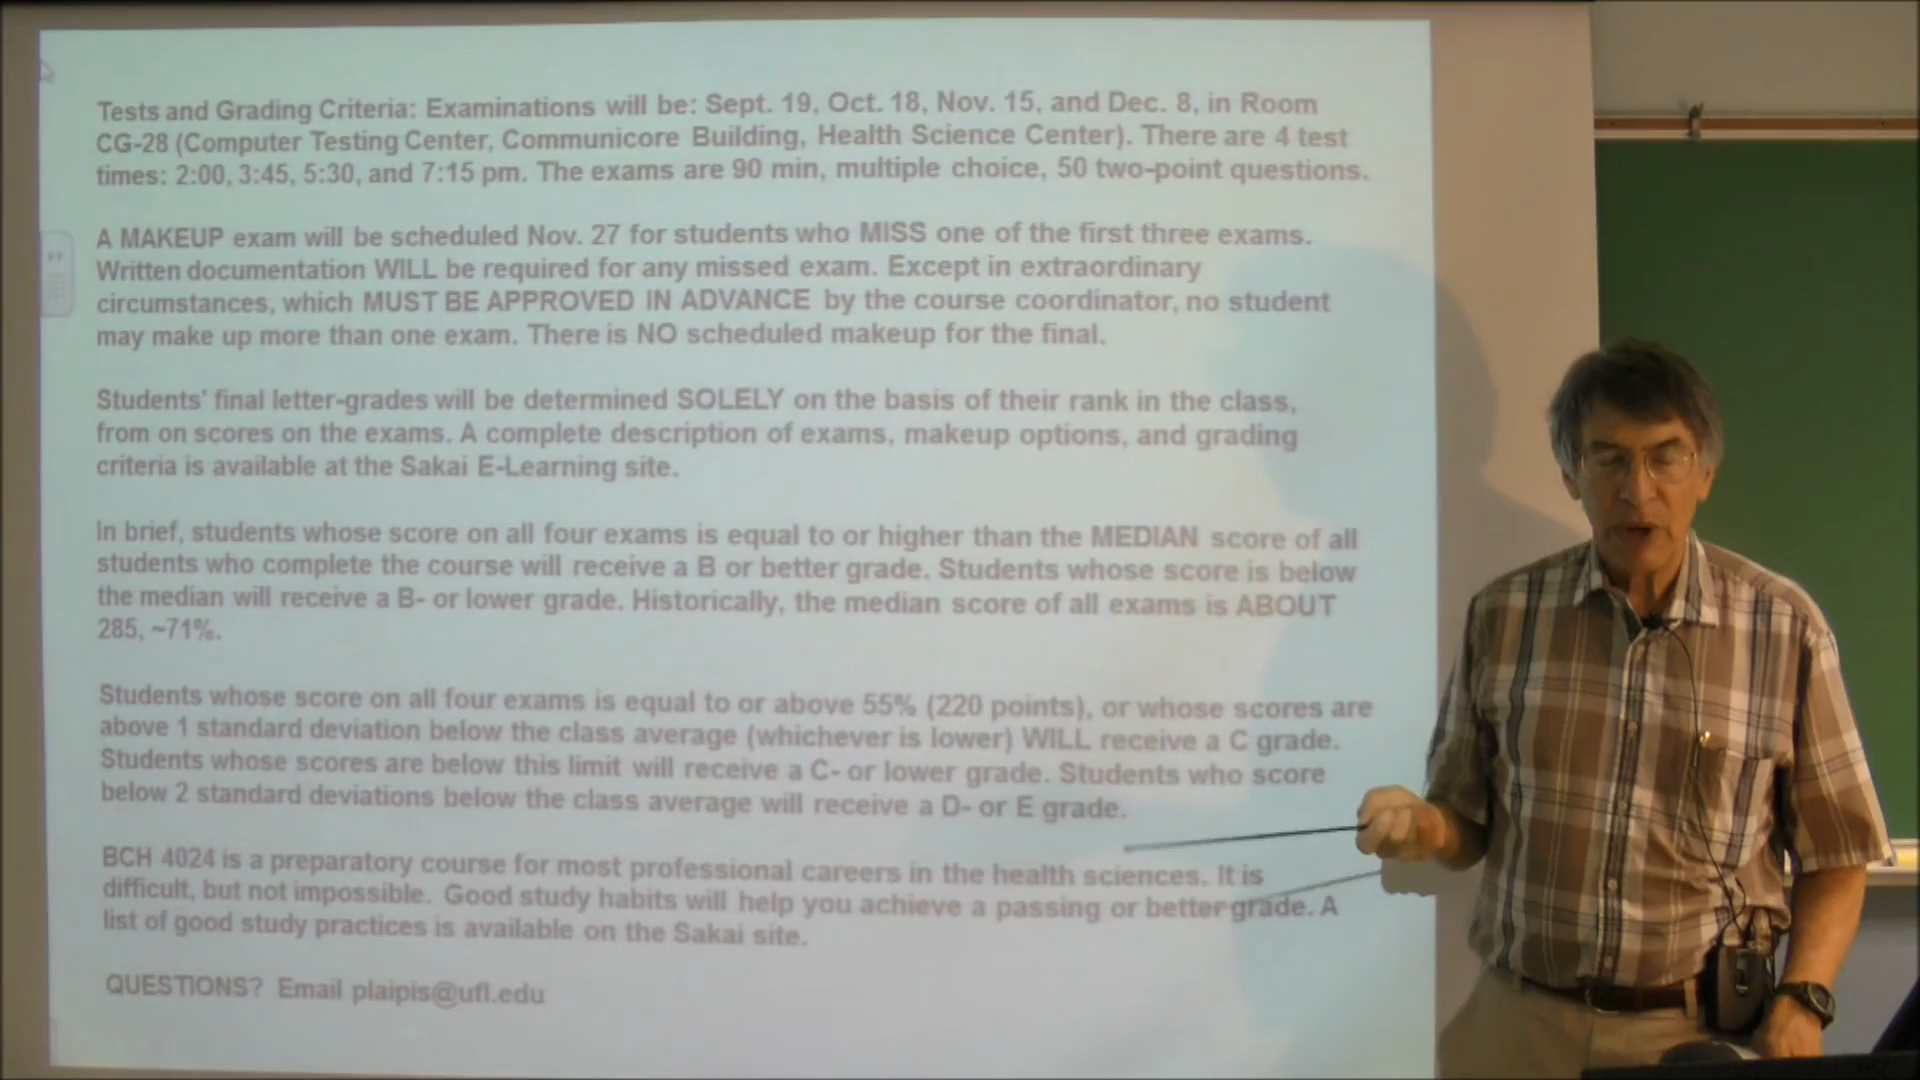 Tests and Grading Criteria: Examinations will be: Sept. 19, Oct. 18, Nov. 15, and Dec. 8, in Room
CG-28 (Computer Testing Center, Communicore Building, Health Science Center). There are 4 test
times: 2:00, 3:45, 5:30, and 7:15 pm. The exams are 90 min, multiple choice, 50 two-point questions.
A MAKEUP exam will be scheduled Nov. 27 for students who MISS one of the first three exams.
Written documentation WILL be required for any missed exam. Except in extraordinary
circumstances, which MUST BE APPROVED IN ADVANCE by the course coordinator, no student
may make up more than one exam. There is NO scheduled makeup for the final.
Students' final letter-grades will be determined SOLELY on the basis of their rank in the class,
from on scores on the exams. A complete description of exams, makeup options, and grading
criteria is available at the Sakai E-Learning site.
In brief, students whose score on all four exams is equal to or higher than the MEDIAN score of all
students who complete the course will receive a B or better grade. Students whose score is below
the median will receive a B- or lower grade. Historically, the median score of all exams is ABOUT
285, ~71%.
Students whose score on all four exams is equal to or above 55% (220 points), or whose scores are
above 1 standard deviation below the class average (whichever is lower) WILL receive a C grade.
Students whose scores are below this limit will receive a C- or lower grade. Students who score
below 2 standard deviations below the class average will receive a D- or E grade.
BCH 4024 is a preparatory course for most professional careers in the health sciences. It is
difficult, but not impossible. Good study habits will help you achieve a passing or better grade. A
list of good study practices is available on the Sakai site.
QUESTIONS? Email plaipis@ufl.edu